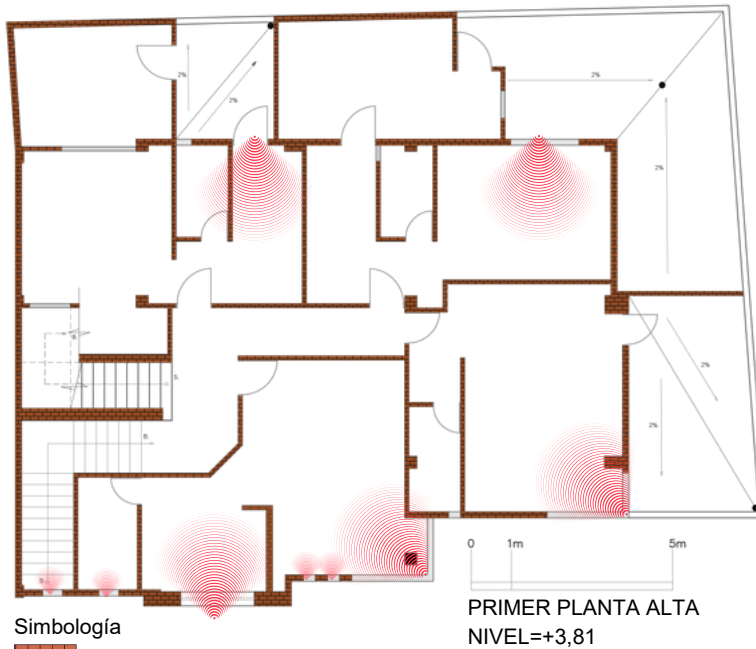 2%
2%
2%
2%
2%
2%
B.
S.
B.
S.
0 1m 5m
PRIMER PLANTA ALTA
NIVEL=+3,81
Simbología